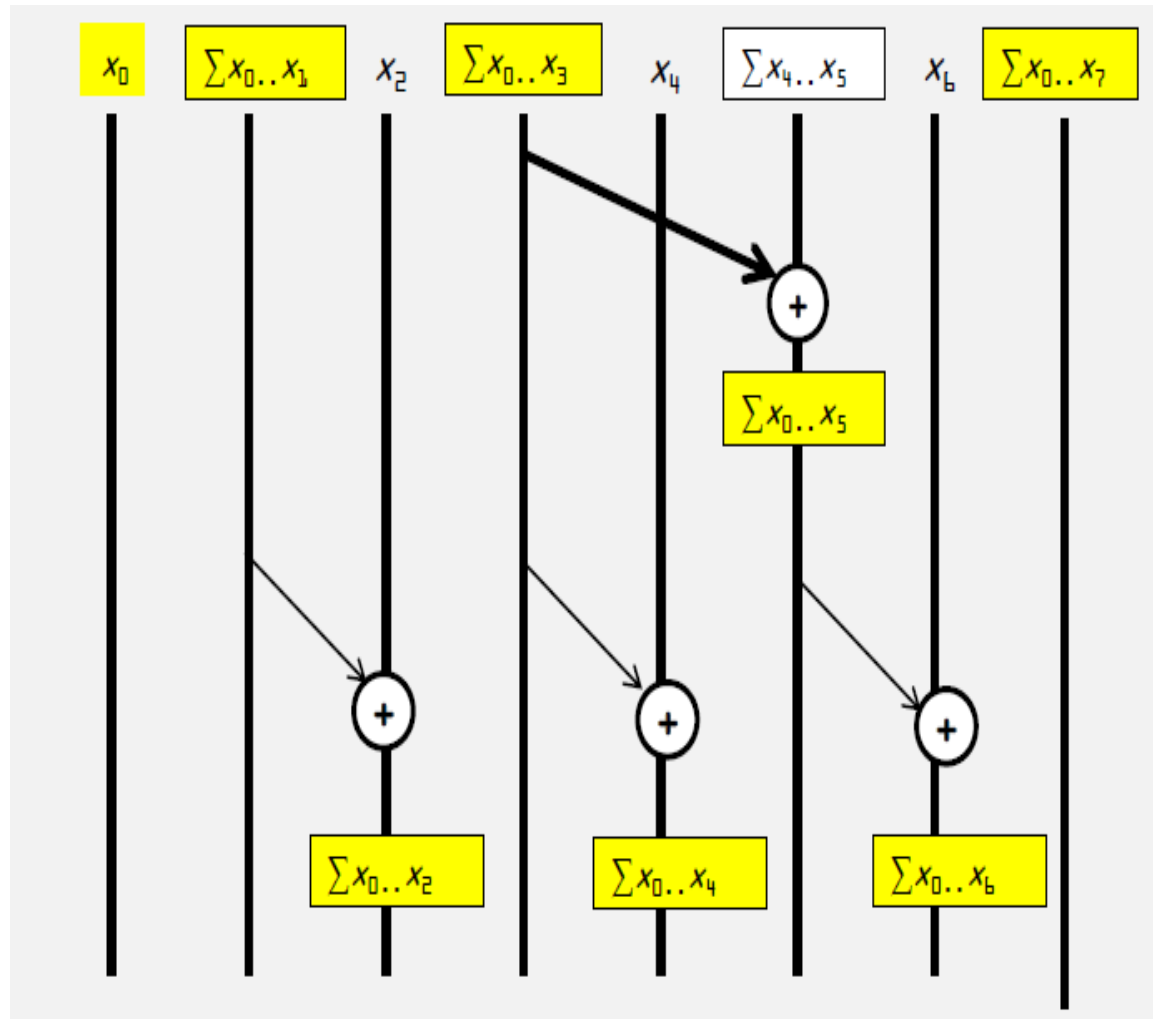 x₀ ∑x₀..x₁ x₂ ∑x₀..x₃ x₄ ∑x₄..x₅ x₆ ∑x₀..x₇
+
∑x₀..x₅
+ + +
∑x₀..x₂ ∑x₀..x₄ ∑x₀..x₆